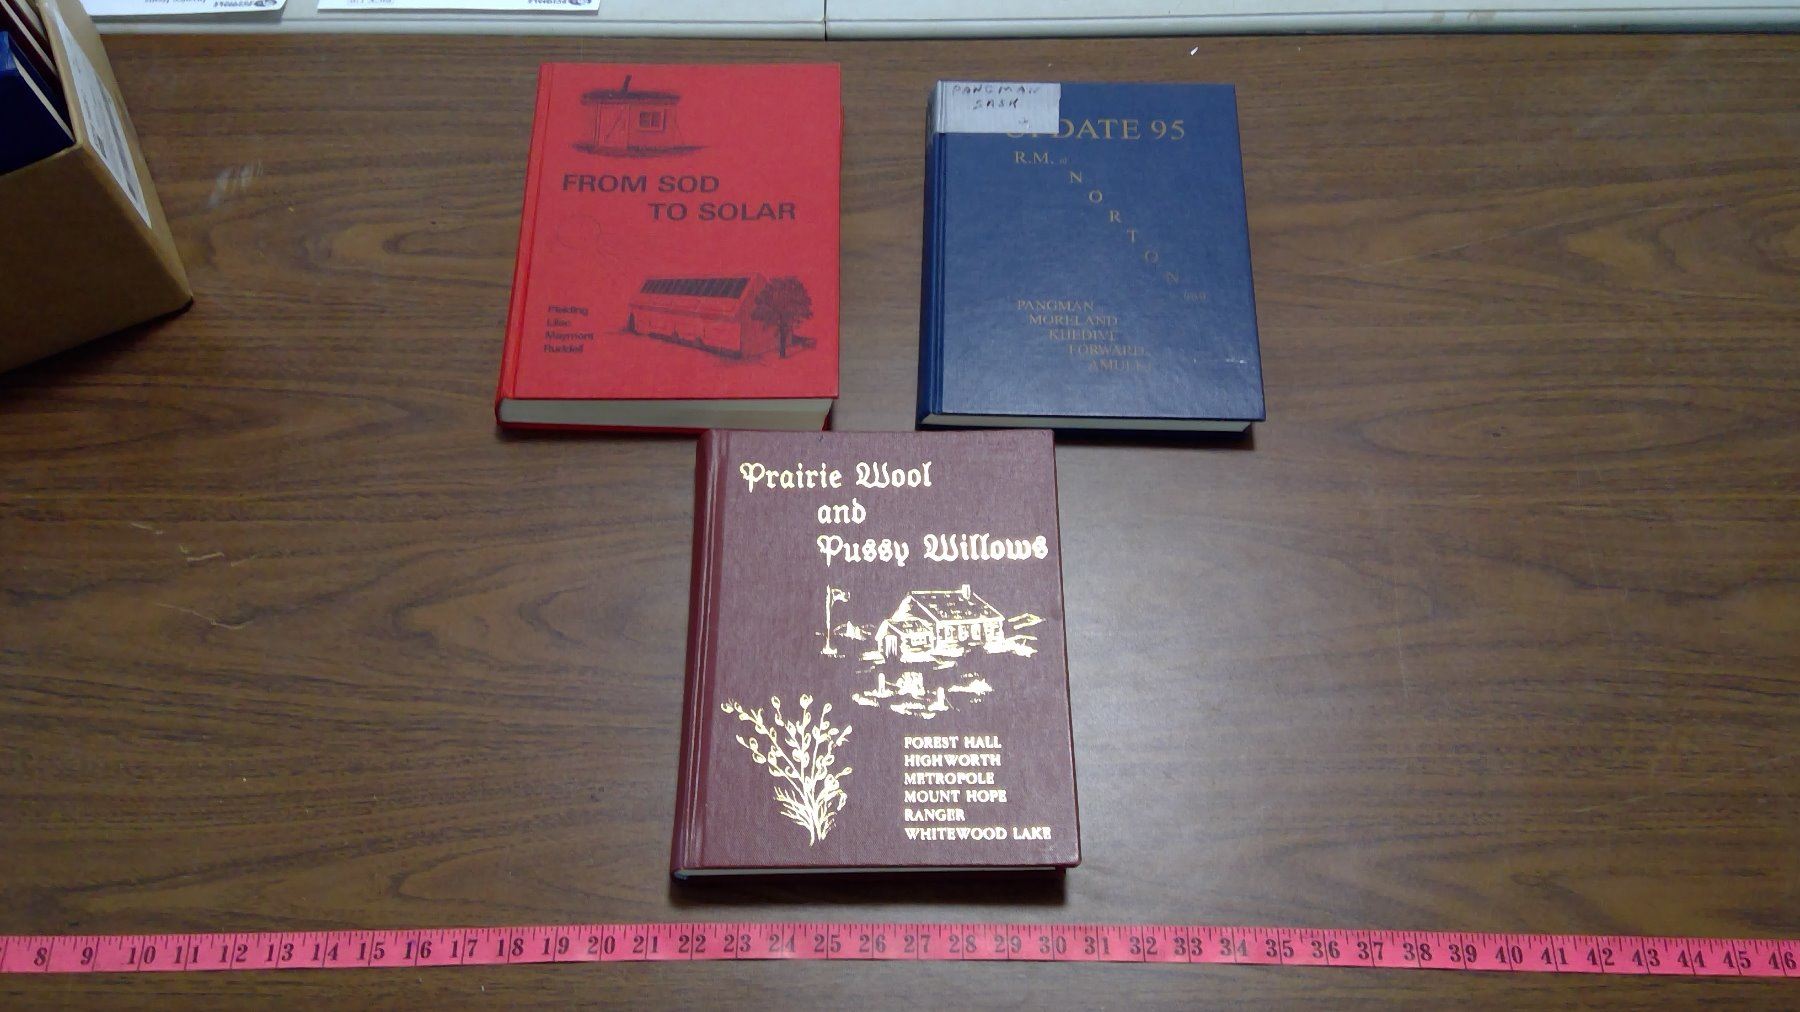 FROM SOD
TO SOLAR
Fielding
Lilac
Maymont
Ruddell
PANGMAN
SASK
DATE 95
R.M. of
NORTON
PANGMAN
MORELAND
KHEDIVE
FORWARD
AMULET
Prairie Wool
and
Pussy Willows
FOREST HALL
HIGHWORTH
METROPOLE
MOUNT HOPE
RANGER
WHITEWOOD LAKE
8 9 10 11 12 13 14 15 16 17 18 19 20 21 22 23 24 25 26 27 28 29 30 31 32 33 34 35 36 37 38 39 40 41 42 43 44 45 46